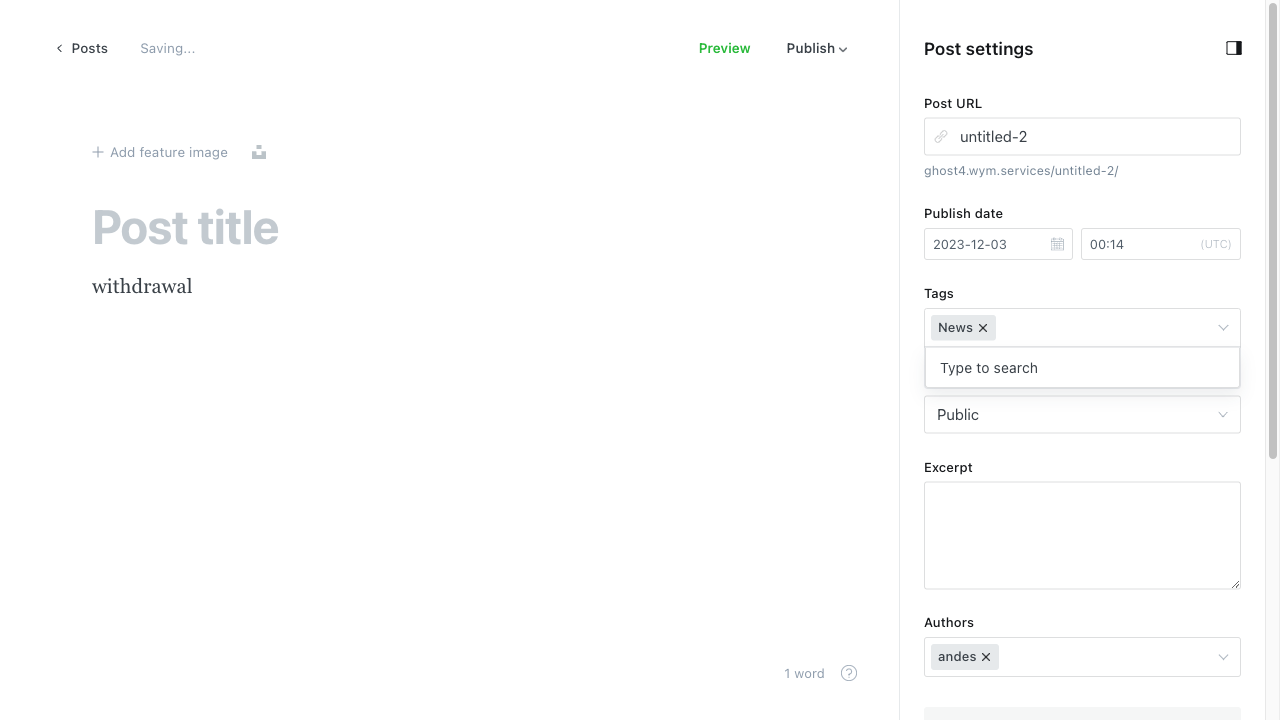 Posts
Saving...
Preview
Publish
Post settings
Post URL
untitled-2
ghost4.wym.services/untitled-2/
Publish date
2023-12-03
00:14
(UTC)
Tags
News
Type to search
Public
Excerpt
Authors
andes
Add feature image
Post title
withdrawal
1 word
?